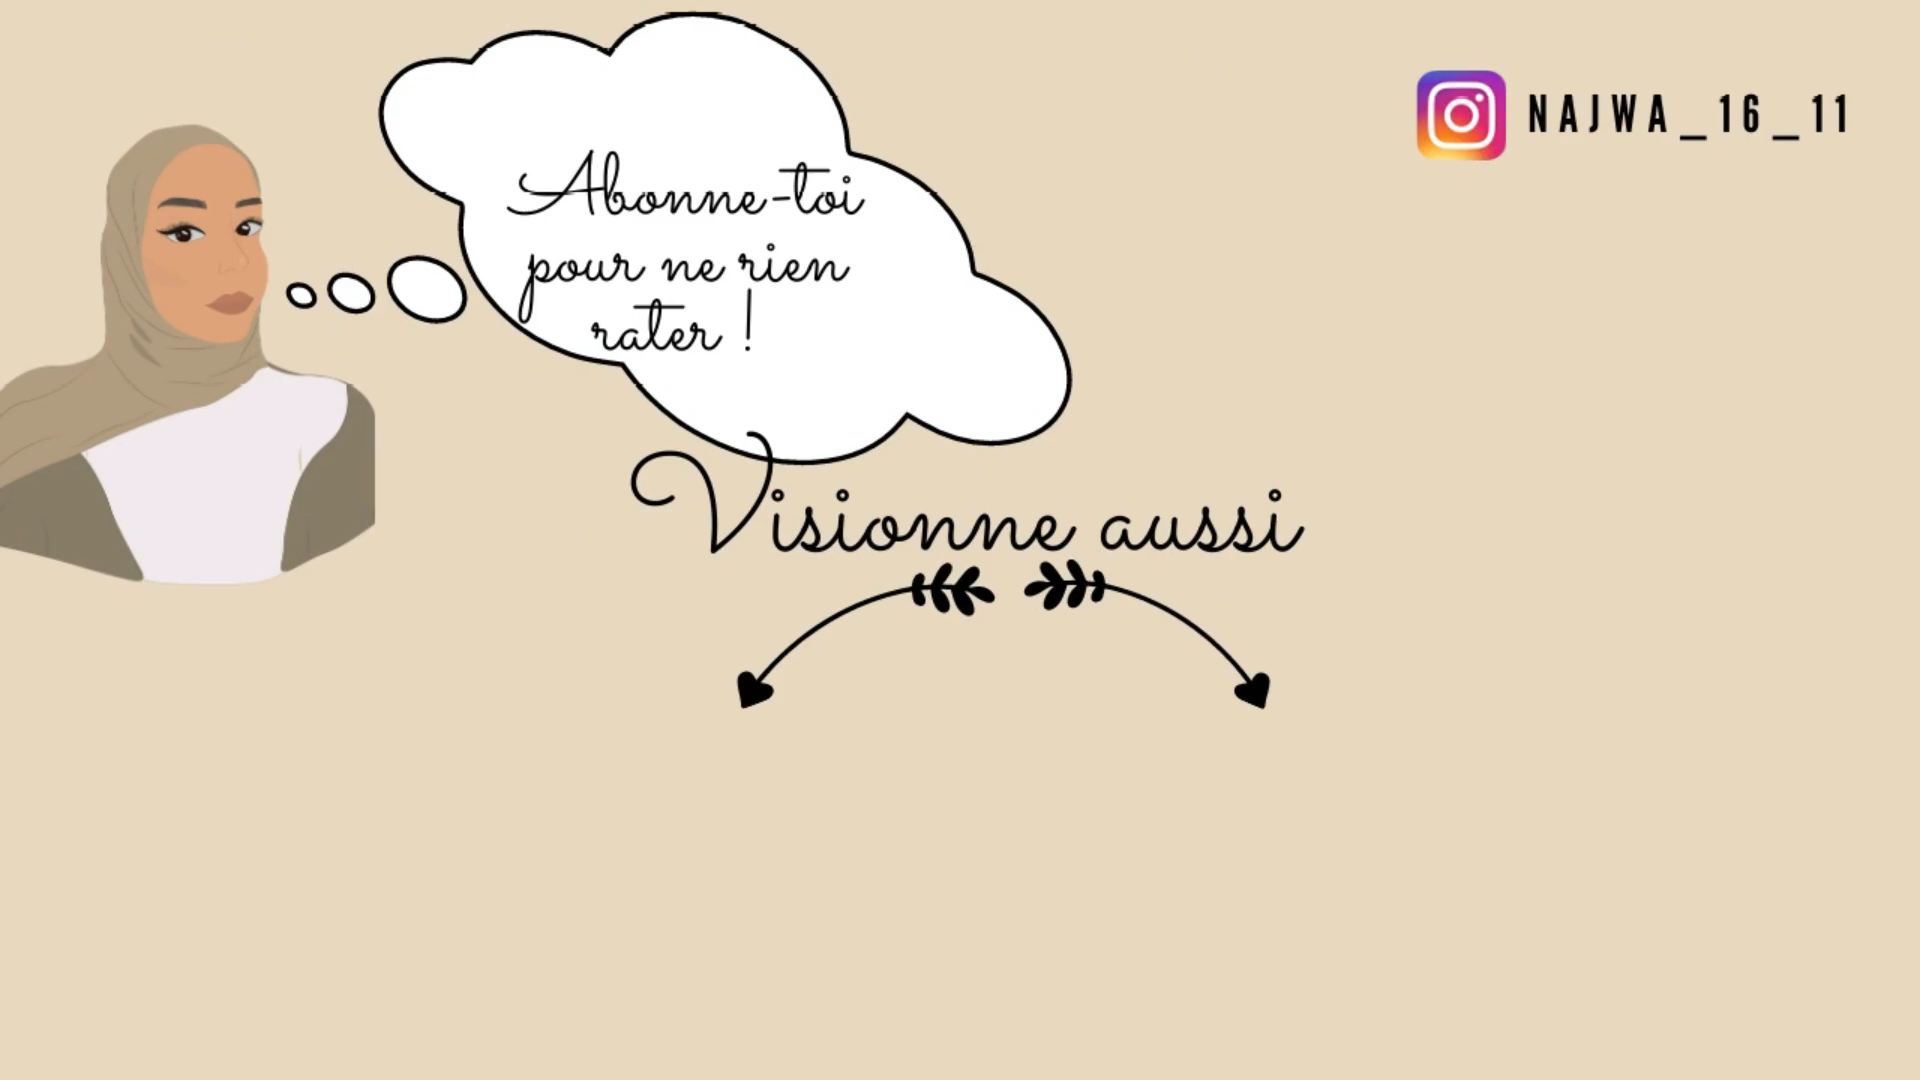 Abonne-toi
pour ne rien
rater !
NAJWA_16_11
Visionne aussi